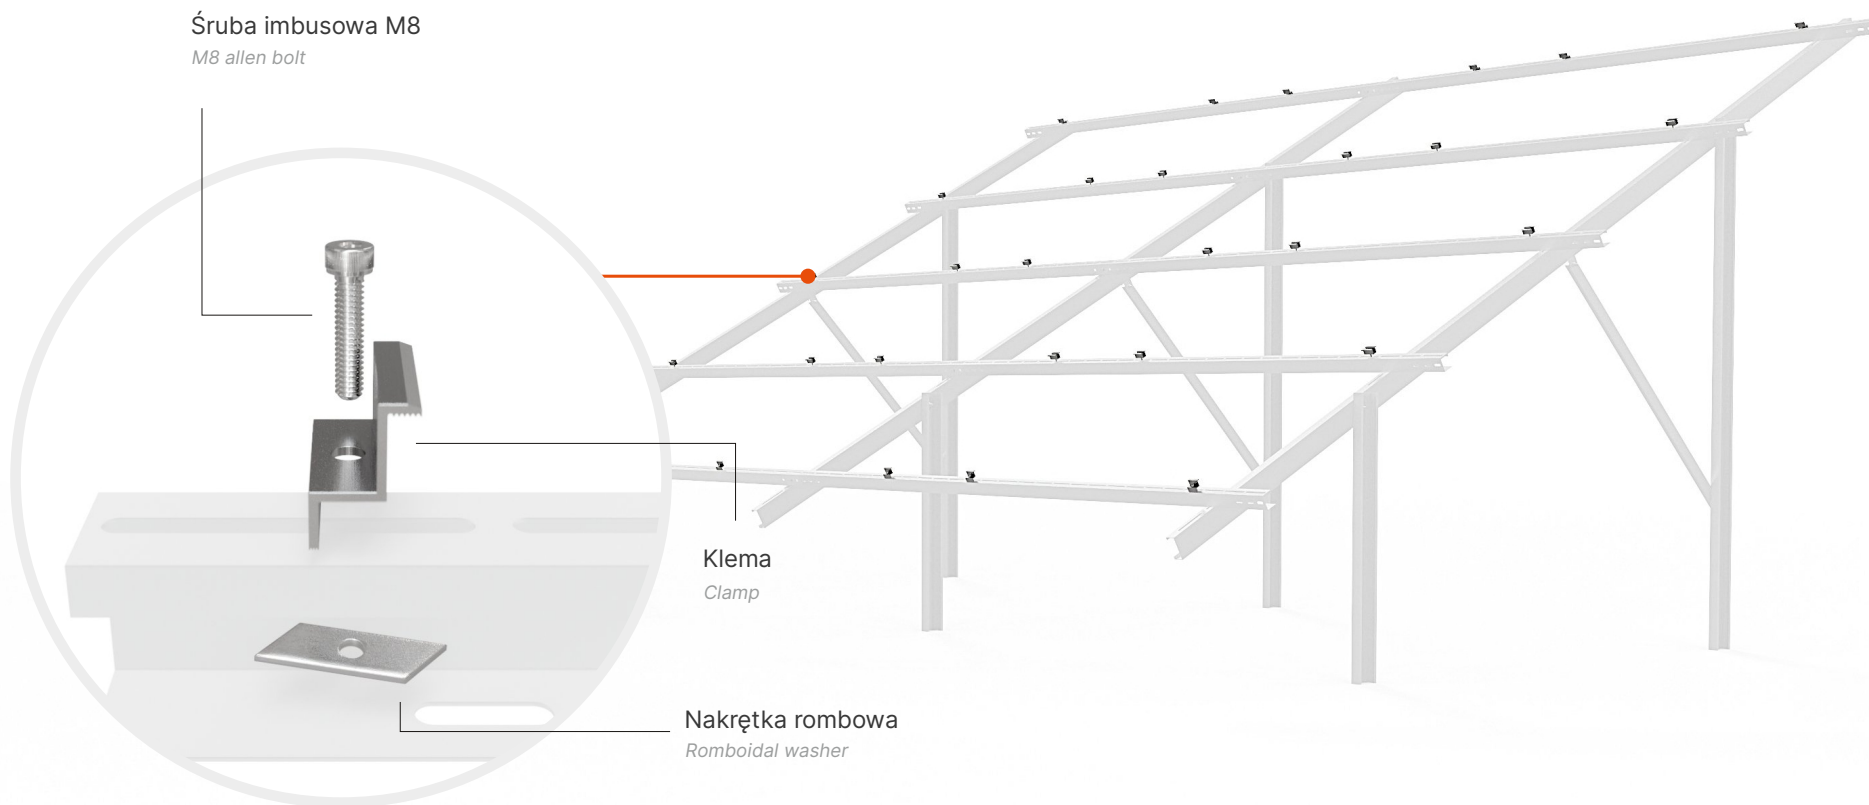 Śruba imbusowa M8
M8 allen bolt
Klema
Clamp
Nakrętka rombowa
Romboidal washer